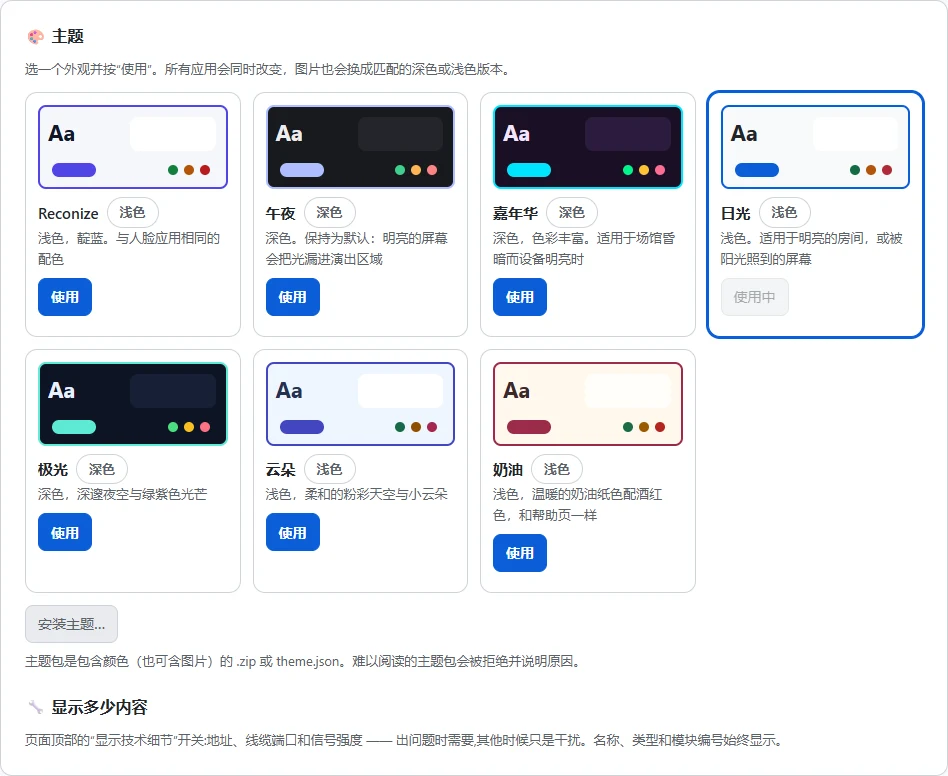 主题
选一个外观并按“使用”。所有应用会同时改变，图片也会换成匹配的深色或浅色版本。
Aa
Reconize 浅色
浅色，靛蓝。与人脸应用相同的
配色
使用
Aa
午夜 深色
深色。保持为默认：明亮的屏幕
会把光漏进演出区域
使用
Aa
嘉年华 深色
深色，色彩丰富。适用于场馆昏
暗而设备明亮时
使用
Aa
日光 浅色
浅色。适用于明亮的房间，或被
阳光照到的屏幕
使用中
Aa
极光 深色
深色，深邃夜空与绿紫色光芒
使用
Aa
云朵 浅色
浅色，柔和的粉彩天空与小云朵
使用
Aa
奶油 浅色
浅色，温暖的奶油纸色配酒红
色，和帮助页一样
使用
安装主题...
主题包是包含颜色（也可含图片）的 .zip 或 theme.json。难以阅读的主题包会被拒绝并说明原因。
显示多少内容
页面顶部的“显示技术细节”开关:地址、线缆端口和信号强度 —— 出问题时需要,其他时候只是干扰。名称、类型和模块编号始终显示。